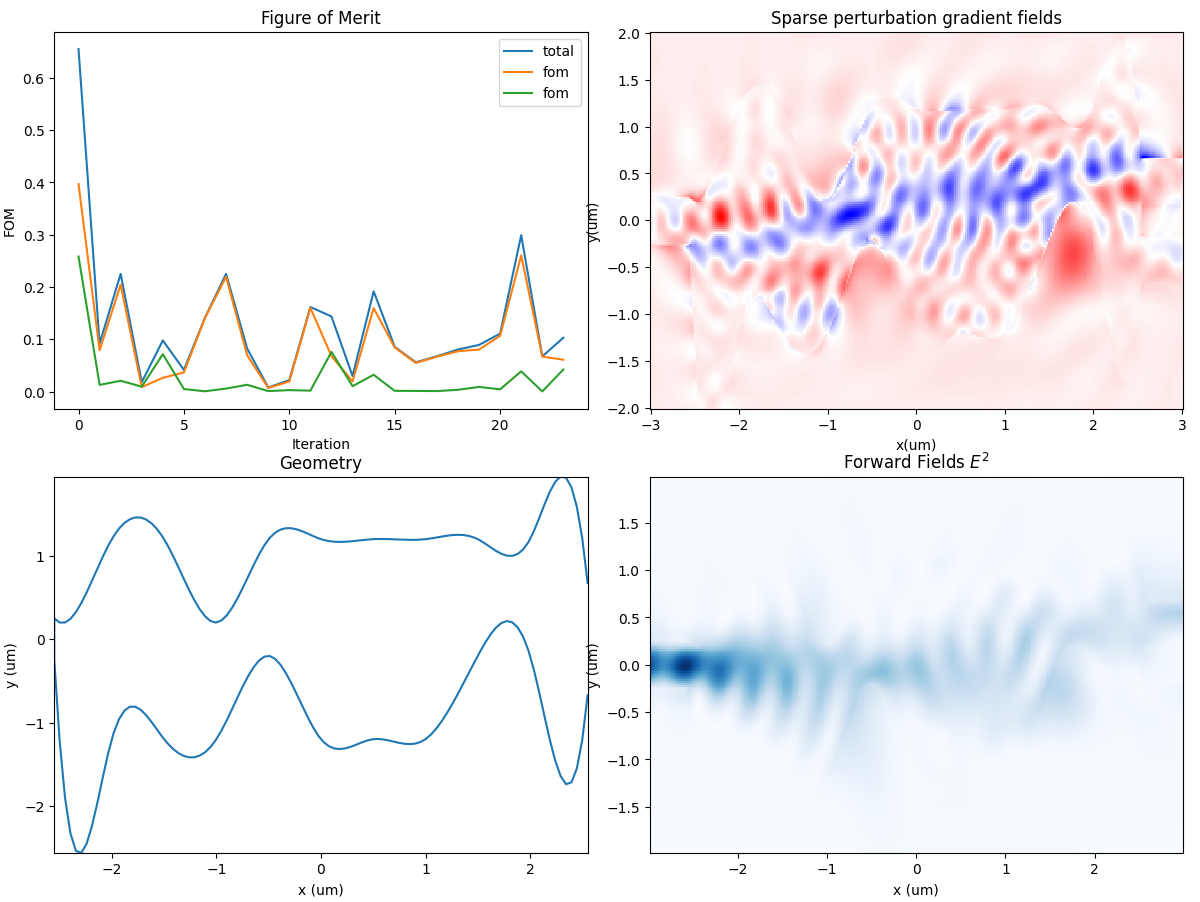 Figure of Merit
total
fom
fom
FOM
0.6
0.5
0.4
0.3
0.2
0.1
0.0
0 5 10 15 20
Iteration
Sparse perturbation gradient fields
y(um)
2.0
1.5
1.0
0.5
0.0
−0.5
−1.0
−1.5
−2.0
−3 −2 −1 0 1 2 3
x(um)
Geometry
y (um)
1
0
−1
−2
−2 −1 0 1 2
x (um)
Forward Fields E²
y (um)
1.5
1.0
0.5
0.0
−0.5
−1.0
−1.5
−2 −1 0 1 2
x (um)